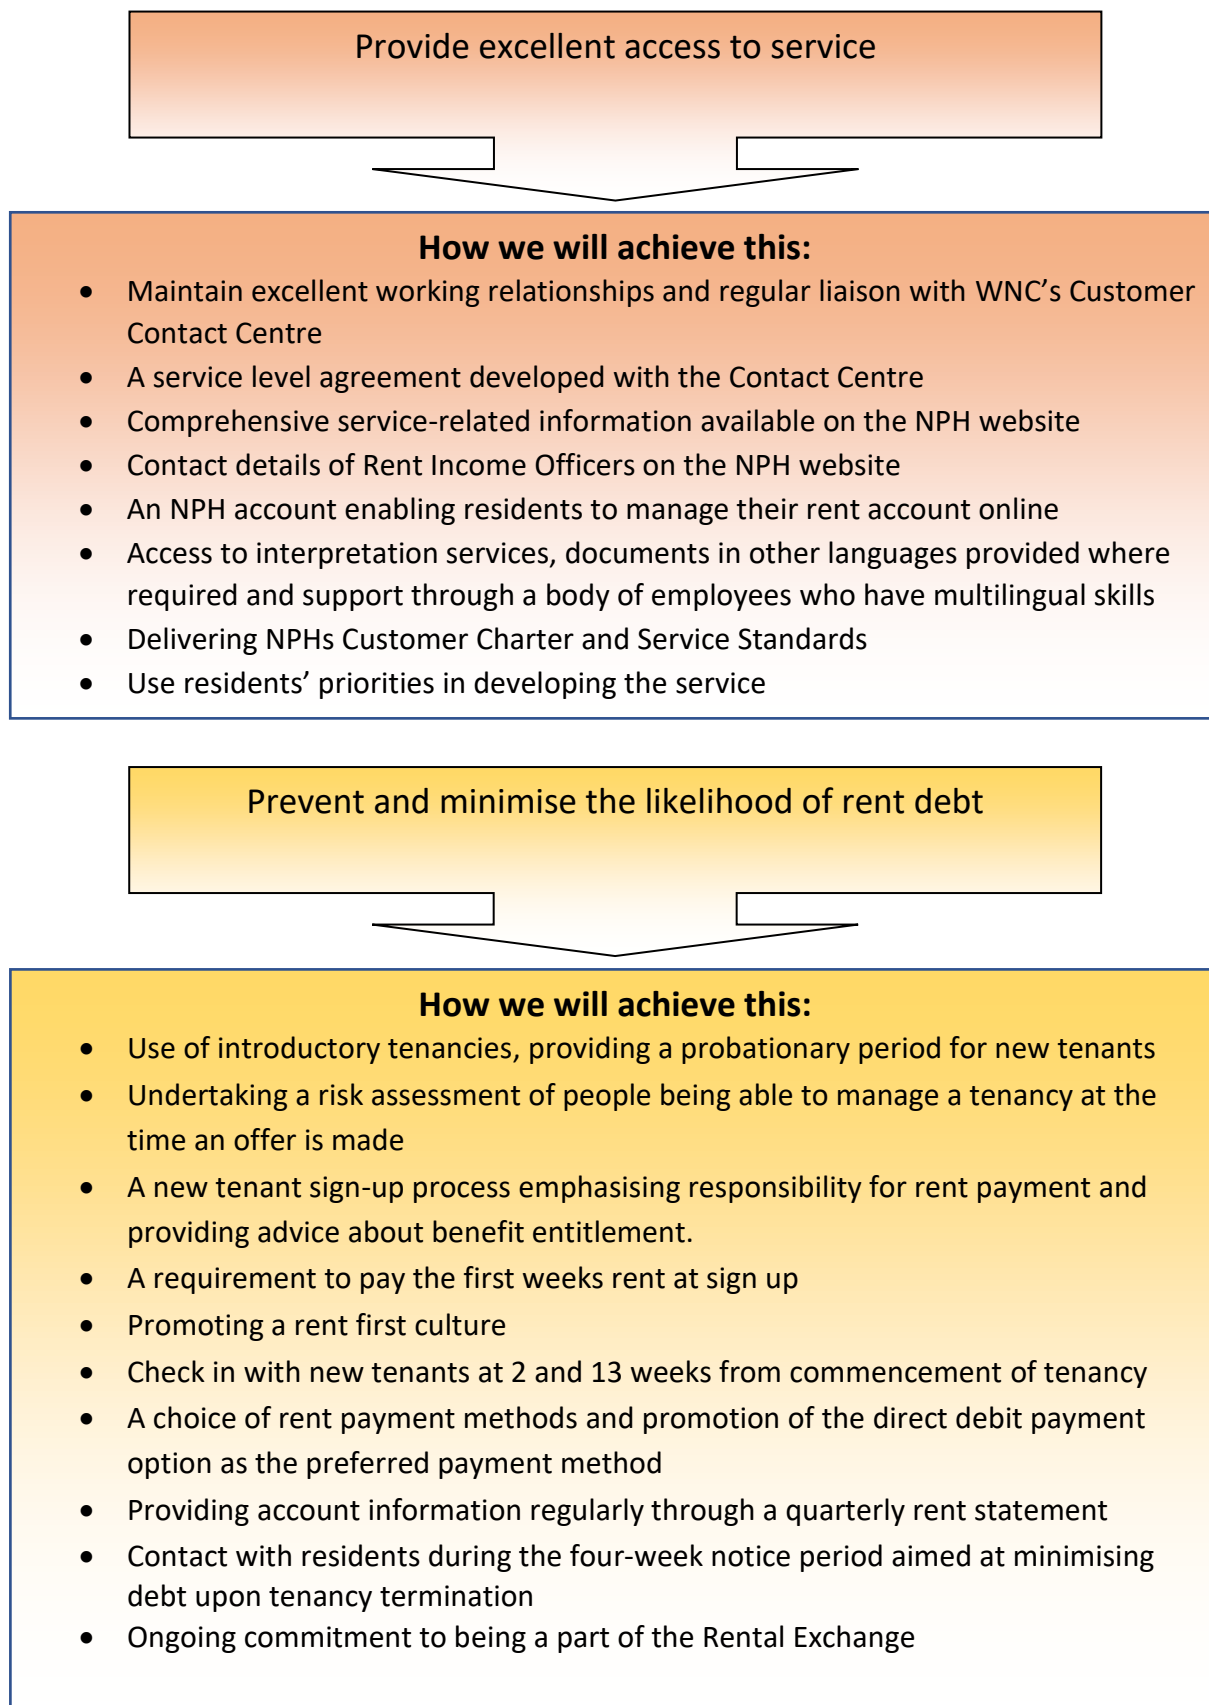 Provide excellent access to service
How we will achieve this:
• Maintain excellent working relationships and regular liaison with WNC’s Customer
Contact Centre
• A service level agreement developed with the Contact Centre
• Comprehensive service-related information available on the NPH website
• Contact details of Rent Income Officers on the NPH website
• An NPH account enabling residents to manage their rent account online
• Access to interpretation services, documents in other languages provided where
required and support through a body of employees who have multilingual skills
• Delivering NPHs Customer Charter and Service Standards
• Use residents’ priorities in developing the service
Prevent and minimise the likelihood of rent debt
How we will achieve this:
• Use of introductory tenancies, providing a probationary period for new tenants
• Undertaking a risk assessment of people being able to manage a tenancy at the
time an offer is made
• A new tenant sign-up process emphasising responsibility for rent payment and
providing advice about benefit entitlement.
• A requirement to pay the first weeks rent at sign up
• Promoting a rent first culture
• Check in with new tenants at 2 and 13 weeks from commencement of tenancy
• A choice of rent payment methods and promotion of the direct debit payment
option as the preferred payment method
• Providing account information regularly through a quarterly rent statement
• Contact with residents during the four-week notice period aimed at minimising
debt upon tenancy termination
• Ongoing commitment to being a part of the Rental Exchange